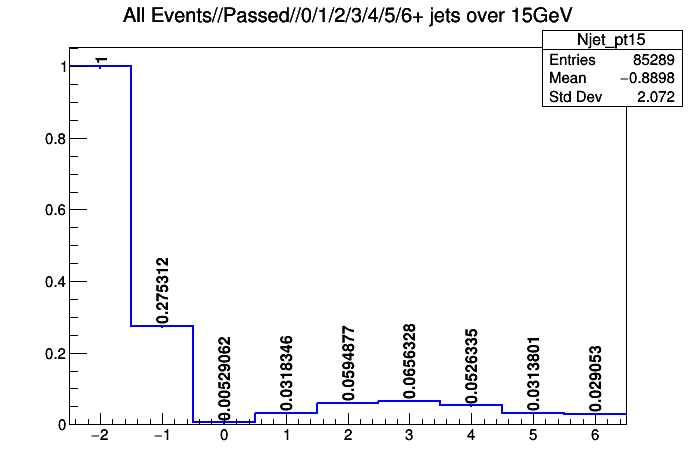 All Events//Passed//0/1/2/3/4/5/6+ jets over 15GeV
Njet_pt15
Entries 85289
Mean −0.8898
Std Dev 2.072
1
0.8
0.6
0.4
0.2
0
1
0.275312
0.00529062
0.0318346
0.0594877
0.0656328
0.0526335
0.0313801
0.029053
−2 −1 0 1 2 3 4 5 6